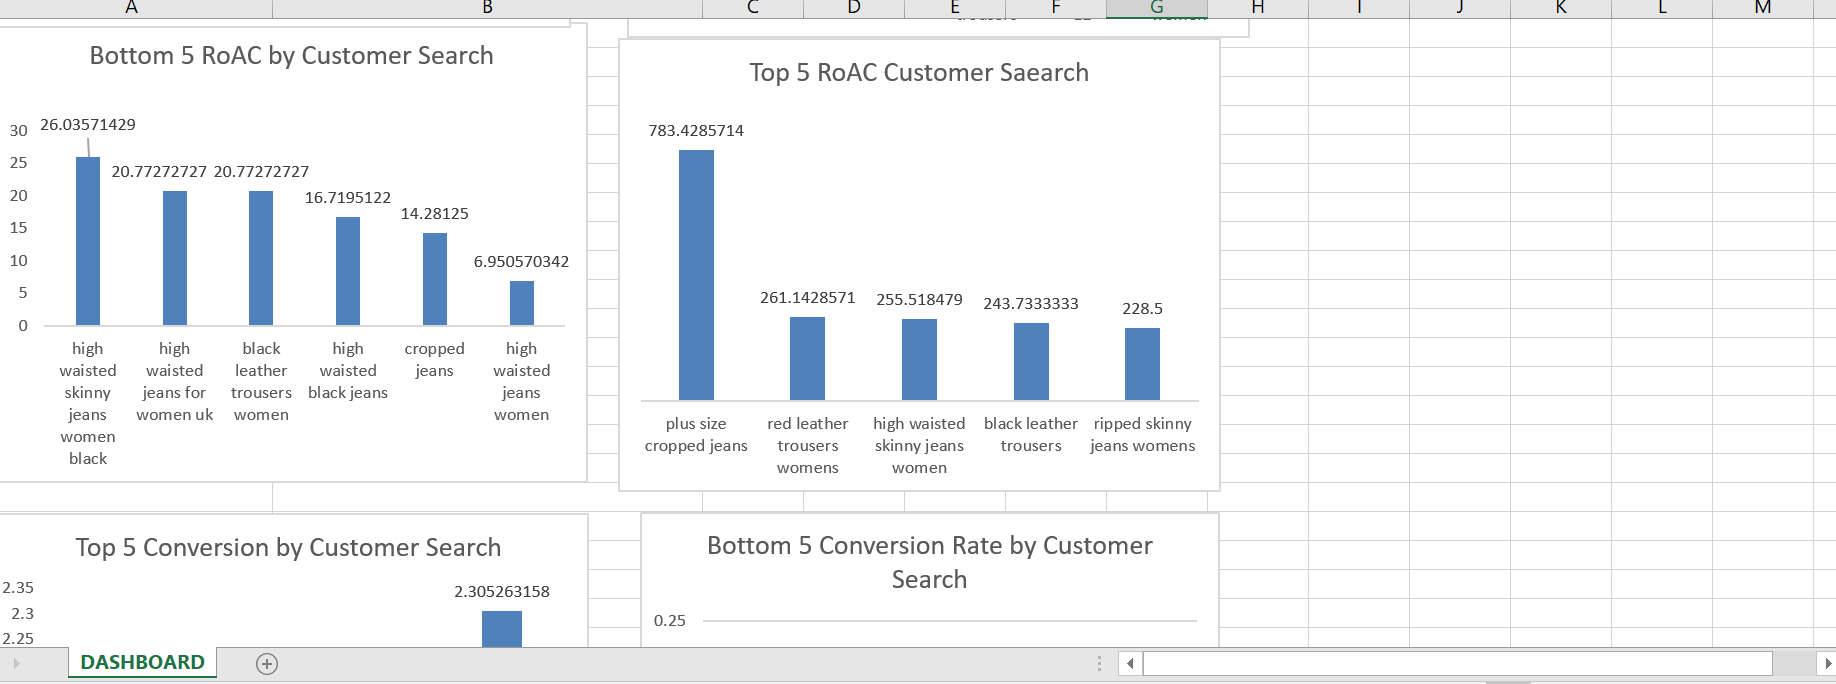 A B C D E F G H I J K L M
Bottom 5 RoAC by Customer Search
30
25
20
15
10
5
0
26.03571429
20.77272727
20.77272727
16.7195122
14.28125
6.950570342
high
waisted
skinny
jeans
women
black
high
waisted
jeans for
women uk
black
leather
trousers
women
high
waisted
black jeans
cropped
jeans
high
waisted
jeans
women
Top 5 RoAC Customer Saearch
783.4285714
261.1428571
255.518479
243.7333333
228.5
plus size
cropped jeans
red leather
trousers
womens
high waisted
skinny jeans
women
black leather
trousers
ripped skinny
jeans womens
Top 5 Conversion by Customer Search
2.35
2.3
2.25
2.305263158
Bottom 5 Conversion Rate by Customer
Search
0.25
DASHBOARD